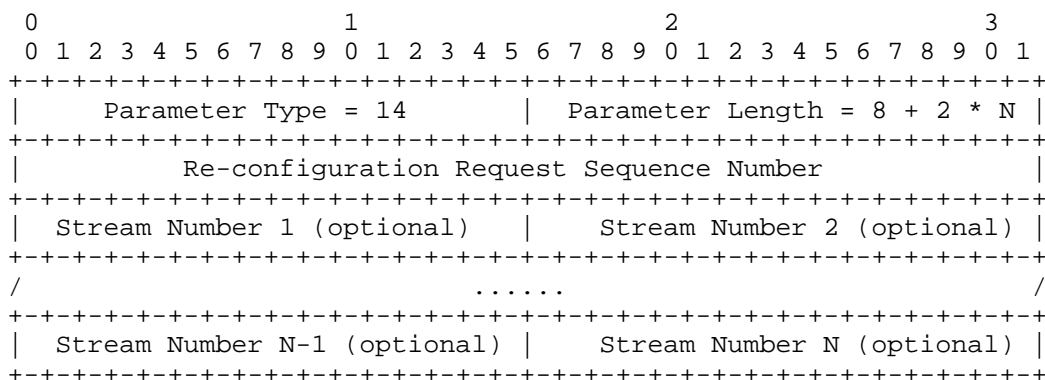 0                   1                   2                   3
 0 1 2 3 4 5 6 7 8 9 0 1 2 3 4 5 6 7 8 9 0 1 2 3 4 5 6 7 8 9 0 1
+-+-+-+-+-+-+-+-+-+-+-+-+-+-+-+-+-+-+-+-+-+-+-+-+-+-+-+-+-+-+-+-+
|     Parameter Type = 14       |  Parameter Length = 8 + 2 * N |
+-+-+-+-+-+-+-+-+-+-+-+-+-+-+-+-+-+-+-+-+-+-+-+-+-+-+-+-+-+-+-+-+
|          Re-configuration Request Sequence Number             |
+-+-+-+-+-+-+-+-+-+-+-+-+-+-+-+-+-+-+-+-+-+-+-+-+-+-+-+-+-+-+-+-+
|  Stream Number 1 (optional)   |    Stream Number 2 (optional) |
+-+-+-+-+-+-+-+-+-+-+-+-+-+-+-+-+-+-+-+-+-+-+-+-+-+-+-+-+-+-+-+-+
/                            ......                             /
+-+-+-+-+-+-+-+-+-+-+-+-+-+-+-+-+-+-+-+-+-+-+-+-+-+-+-+-+-+-+-+-+
|  Stream Number N-1 (optional) |    Stream Number N (optional) |
+-+-+-+-+-+-+-+-+-+-+-+-+-+-+-+-+-+-+-+-+-+-+-+-+-+-+-+-+-+-+-+-+